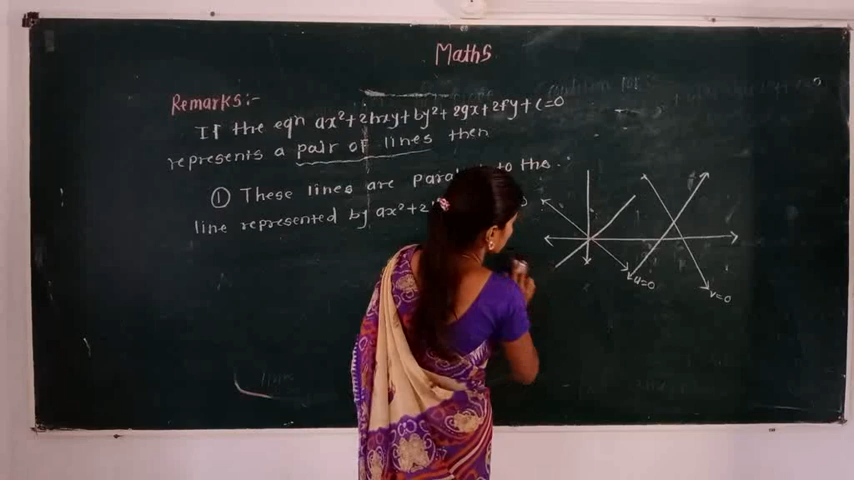 Maths
Remarks:-
If the eqn ax²+2hxy+by²+2gx+2fy+c=0
represents a pair of lines then
① These lines are to the
line represented by ax²+2
u=0
v=0